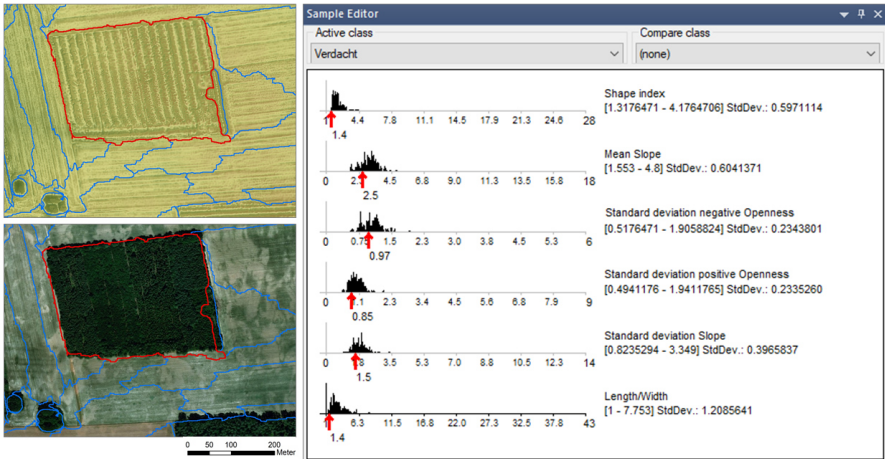 Sample Editor
Active class
Compare class
Verdacht
(none)
Shape index
[1.3176471 - 4.1764706] StdDev.: 0.5971114
1 4.4 7.8 11.1 14.5 17.9 21.3 24.6 28
1.4
Mean Slope
[1.553 - 4.8] StdDev.: 0.6041371
0 4.5 6.8 9.0 11.3 13.5 15.8 18
2.5
Standard deviation negative Openness
[0.5176471 - 1.9058824] StdDev.: 0.2343801
0 0.75 1.5 2.3 3.0 3.8 4.5 5.3 6
0.97
Standard deviation positive Openness
[0.4941176 - 1.9411765] StdDev.: 0.2335260
0 2.3 3.4 4.5 5.6 6.8 7.9 9
0.85
Standard deviation Slope
[0.8235294 - 3.349] StdDev.: 0.3965837
0 3.5 5.3 7.0 8.8 10.5 12.3 14
1.5
Length/Width
[1 - 7.753] StdDev.: 1.2085641
1 6.3 11.5 16.8 22.0 27.3 32.5 37.8 43
1.4
0 50 100 200
Meter